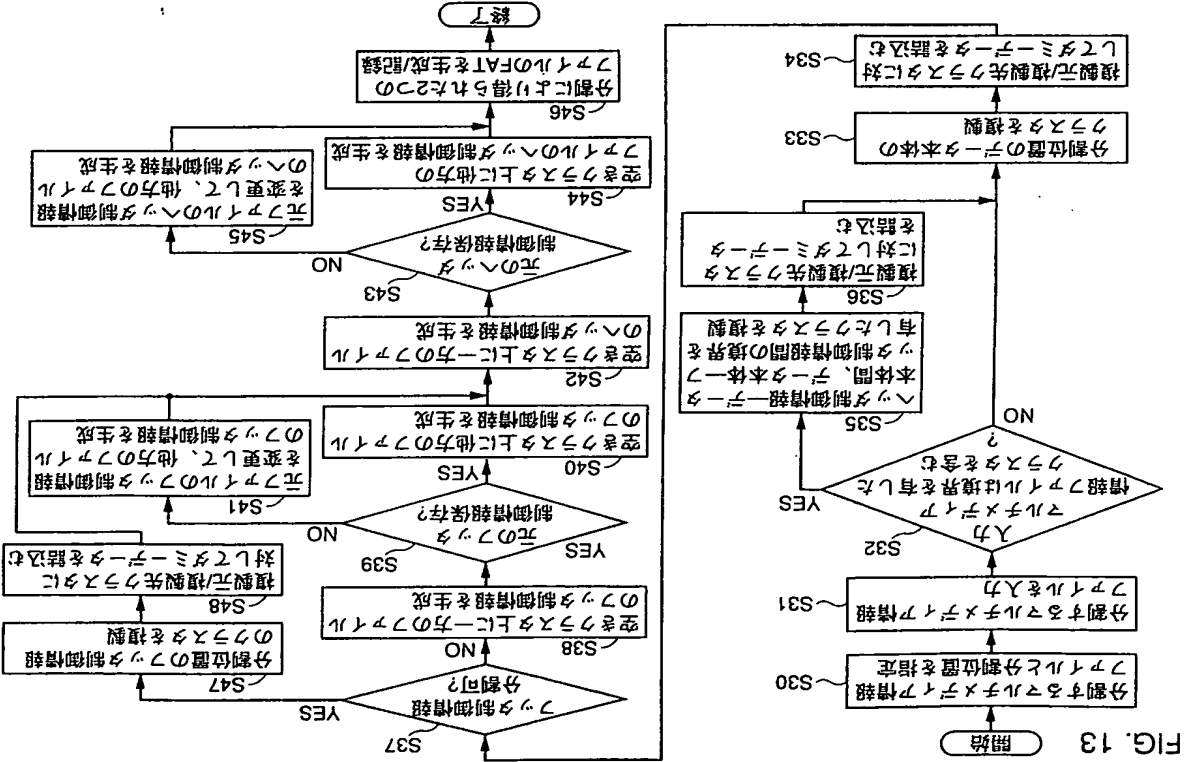 FIG. 13
開始
S30
分割するマルチメディア情報
ファイルと分割位置を指定
S31
分割するマルチメディア情報
ファイルを入力
S32
入力
マルチメディア
情報ファイルは境界を有した
クラスタを含む
?
YES
NO
S35
ヘッダ制御情報―データ
本体間、データ本体―フ
ッタ制御情報間の境界を
有したクラスタを複製
S36
複製元/複製先クラスタ
に対してダミーデータ
を詰込む
S33
分割位置のデータ本体の
クラスタを複製
S34
複製元/複製先クラスタに対
してダミーデータを詰込む
S37
フッタ制御情報
分割可?
YES
NO
S38
空きクラスタ上に一方のファイル
のフッタ制御情報を生成
S47
分割位置のフッタ制御情報
のクラスタを複製
S48
複製元/複製先クラスタに
対してダミーデータを詰込む
S39
YES
元のフッタ
制御情報保存?
NO
YES
S40
空きクラスタ上に他方のファイル
のフッタ制御情報を生成
S41
元ファイルのフッタ制御情報
を変更して、他方のファイル
のフッタ制御情報を生成
S42
空きクラスタ上に一方のファイル
のヘッダ制御情報を生成
S43
元のヘッダ
制御情報保存?
NO
YES
S44
空きクラスタ上に他方の
ファイルのヘッダ制御情報を生成
S45
元ファイルのヘッダ制御情報
を変更して、他方のファイル
のヘッダ制御情報を生成
S46
分割により得られた2つの
ファイルのFATを生成/記録
終了